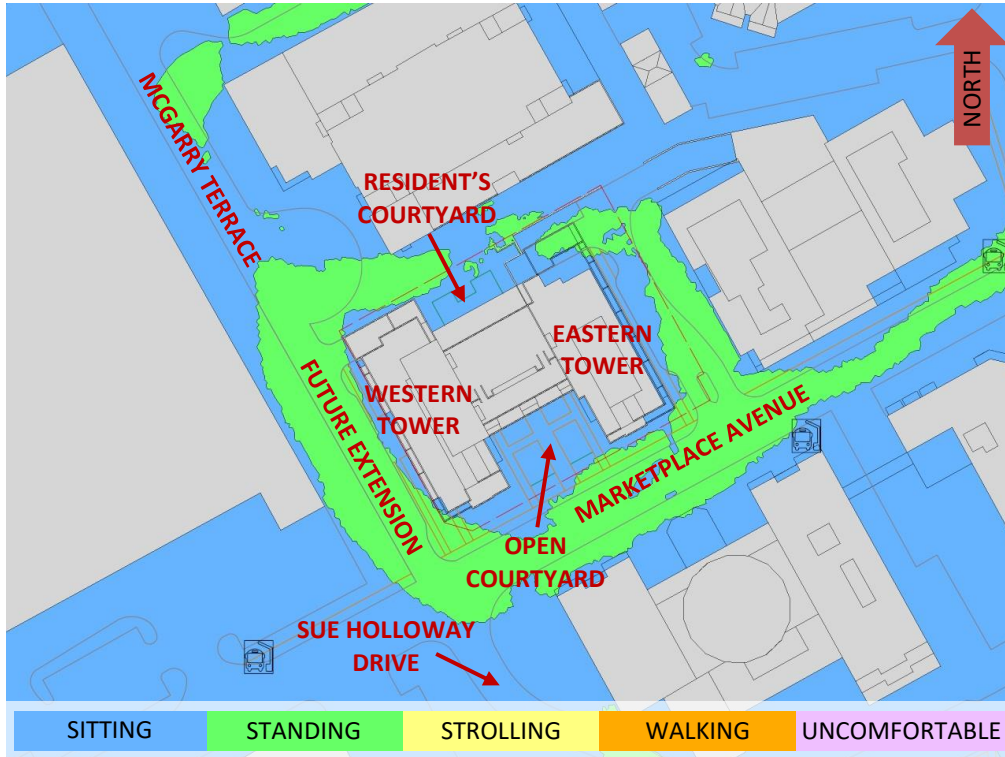 NORTH
MCGARRY TERRACE
RESIDENT'S
COURTYARD
EASTERN
TOWER
WESTERN
TOWER
FUTURE EXTENSION
MARKETPLACE AVENUE
OPEN
COURTYARD
SUE HOLLOWAY
DRIVE
SITTING
STANDING
STROLLING
WALKING
UNCOMFORTABLE